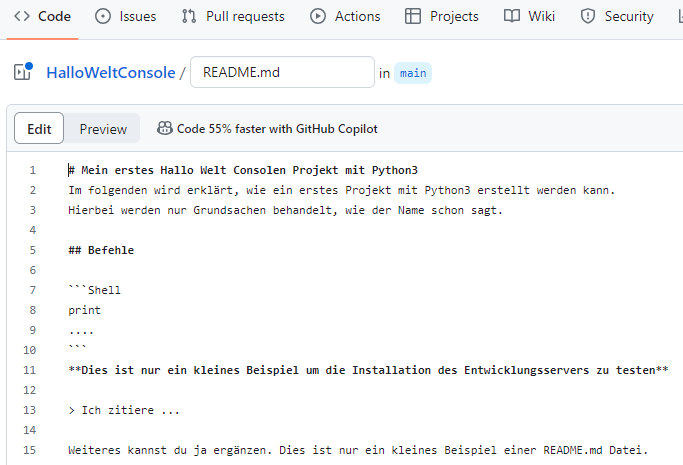 Code Issues Pull requests Actions Projects Wiki Security
HalloWeltConsole / README.md in main
Edit Preview Code 55% faster with GitHub Copilot
1 # Mein erstes Hallo Welt Consolen Projekt mit Python3
2 Im folgenden wird erklärt, wie ein erstes Projekt mit Python3 erstellt werden kann.
3 Hierbei werden nur Grundsachen behandelt, wie der Name schon sagt.
4
5 ## Befehle
6
7 ```Shell
8 print
9 ....
10 ```
11 **Dies ist nur ein kleines Beispiel um die Installation des Entwicklungsservers zu testen**
12
13 > Ich zitiere ...
14
15 Weiteres kannst du ja ergänzen. Dies ist nur ein kleines Beispiel einer README.md Datei.